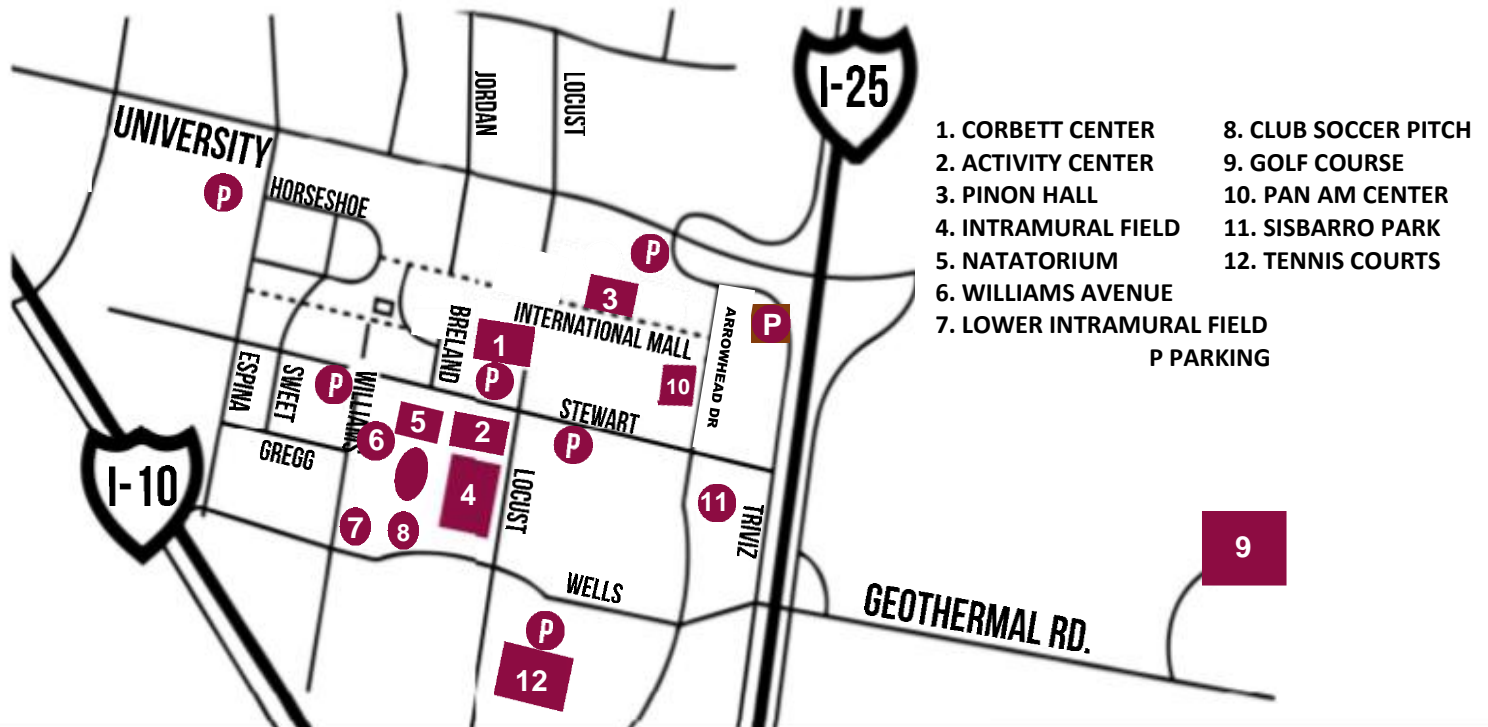 JORDAN
LOCUST
I-25
UNIVERSITY
P
HORSESHOE
P
3
INTERNATIONAL MALL
ARROWHEAD DR
P
BRELAND
1
P
10
ESPINA
SWEET
P
WILLIAMS
STEWART
P
5
2
6
GREGG
I-10
4
LOCUST
11
TRIVIZ
7
8
9
WELLS
GEOTHERMAL RD.
P
12
1. CORBETT CENTER
2. ACTIVITY CENTER
3. PINON HALL
4. INTRAMURAL FIELD
5. NATATORIUM
6. WILLIAMS AVENUE
7. LOWER INTRAMURAL FIELD
8. CLUB SOCCER PITCH
9. GOLF COURSE
10. PAN AM CENTER
11. SISBARRO PARK
12. TENNIS COURTS
P PARKING